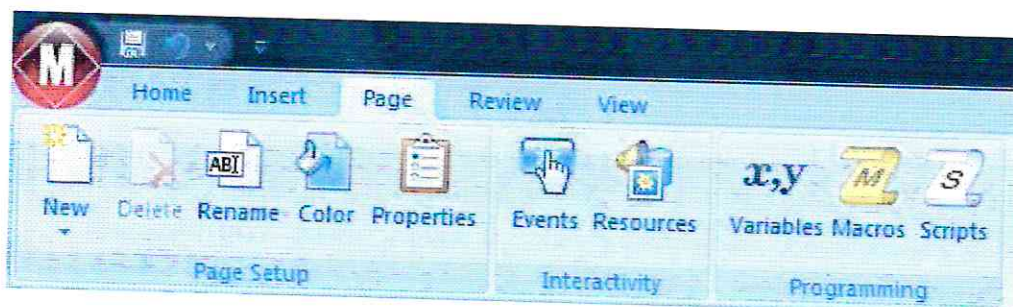 M
Home Insert Page Review View
ABI
x,y M S
New Delete Rename Color Properties Events Resources Variables Macros Scripts
Page Setup Interactivity Programming